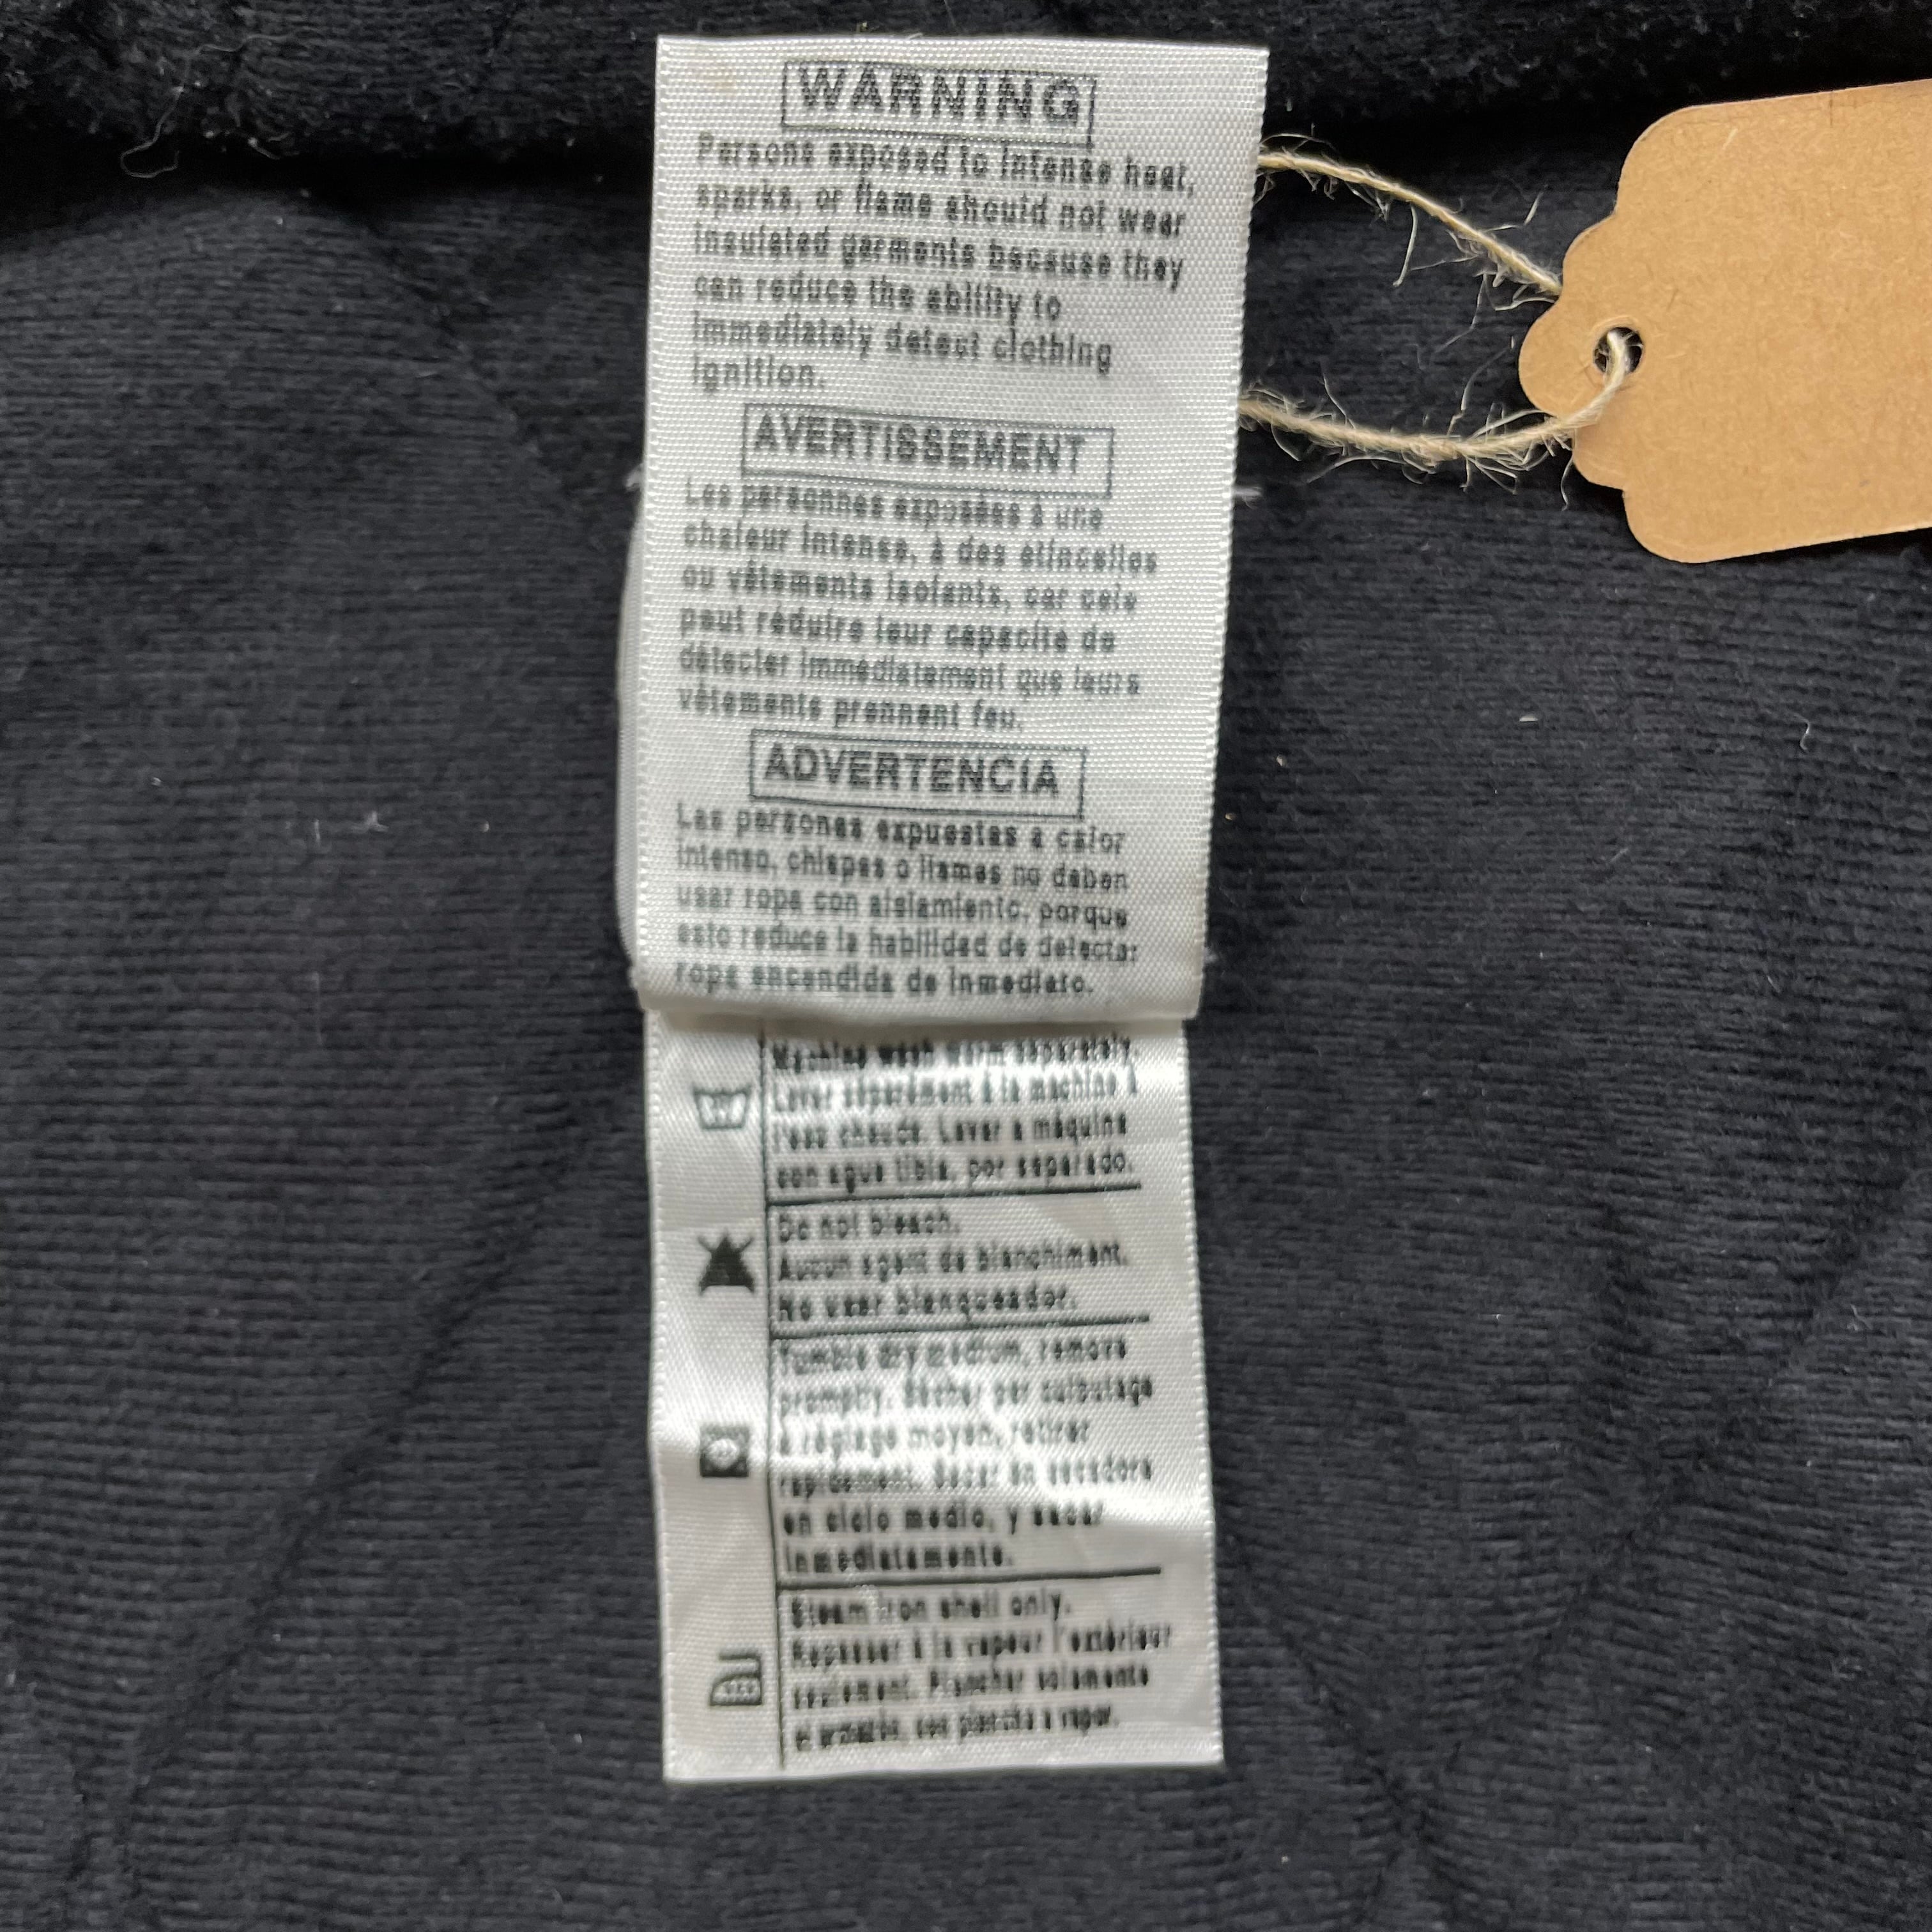 WARNING
Persons exposed to intense heat,
sparks, or flame should not wear
insulated garments because they
can reduce the ability to
immediately detect clothing
ignition.
AVERTISSEMENT
Les personnes exposées à une
chaleur intense, à des étincelles
ou vêtements isolants, car cela
peut réduire leur capacité de
détecter immédiatement que leurs
vêtements prennent feu.
ADVERTENCIA
Las personas expuestas a calor
intenso, chispas o llamas no deben
usar ropa con aislamiento, porque
esto reduce la habilidad de detectar
ropa encendida de inmediato.
Machine wash warm separately.
Laver séparément à la machine à
l'eau chaude. Lavar a máquina
con agua tibia, por separado.
Do not bleach.
Aucun agent de blanchiment.
No usar blanqueador.
Tumble dry medium, remove
promptly. Sécher par culbutage
à réglage moyen, retirer
rapidement. Secar en secadora
en ciclo medio, y sacar
inmediatamente.
Steam iron shell only.
Repasser à la vapeur l'extérieur
seulement. Planchar solamente
el con plancha a vapor.